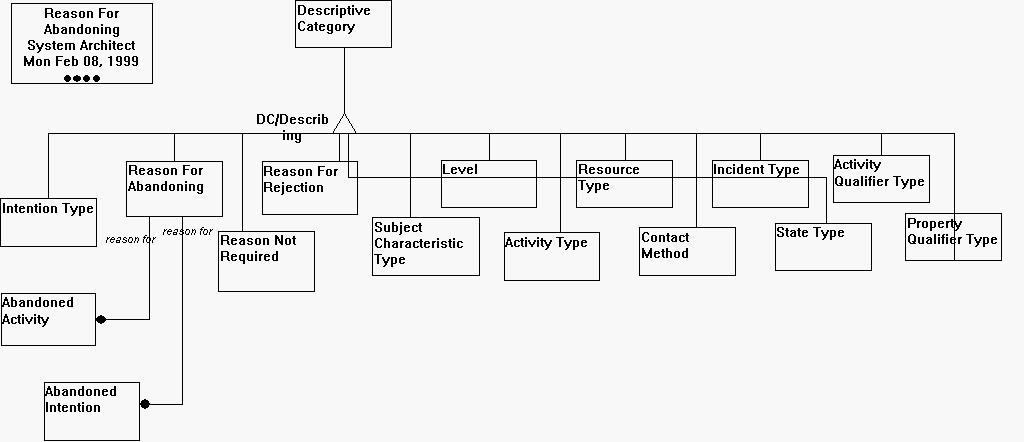 Reason For
Abandoning
System Architect
Mon Feb 08, 1999
Descriptive
Category
DC/Describ
ing
Reason For
Abandoning
Reason For
Rejection
Level
Resource
Type
Incident Type
Activity
Qualifier Type
Intention Type
reason for
reason for
Reason Not
Required
Subject
Characteristic
Type
Activity Type
Contact
Method
State Type
Property
Qualifier Type
Abandoned
Activity
Abandoned
Intention